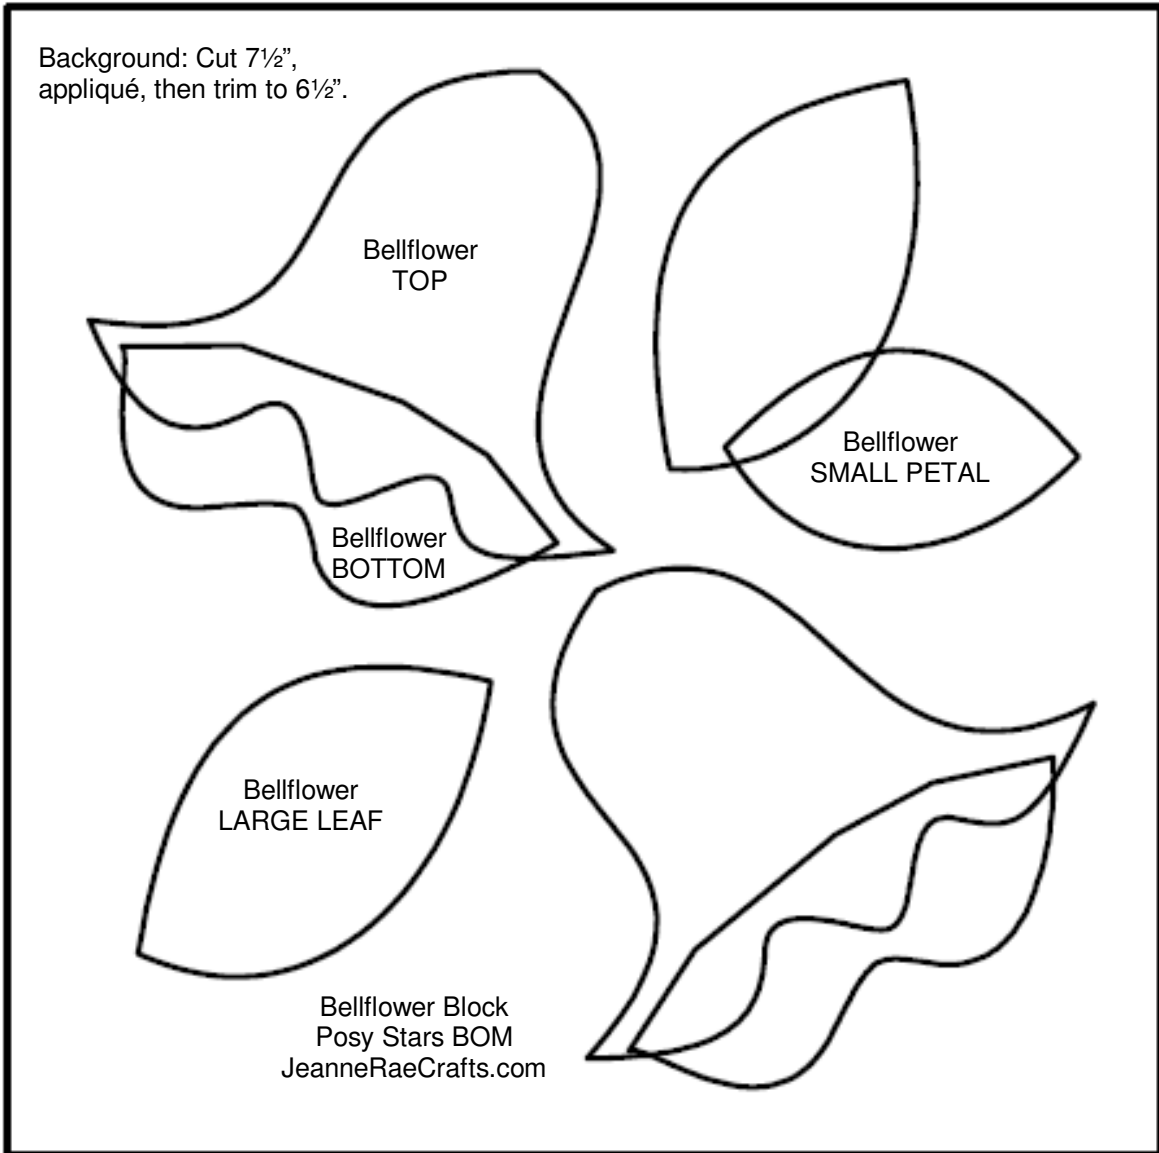 Background: Cut 7½”,
appliqué, then trim to 6½”.
Bellflower
TOP
Bellflower
SMALL PETAL
Bellflower
BOTTOM
Bellflower
LARGE LEAF
Bellflower Block
Posy Stars BOM
JeanneRaeCrafts.com